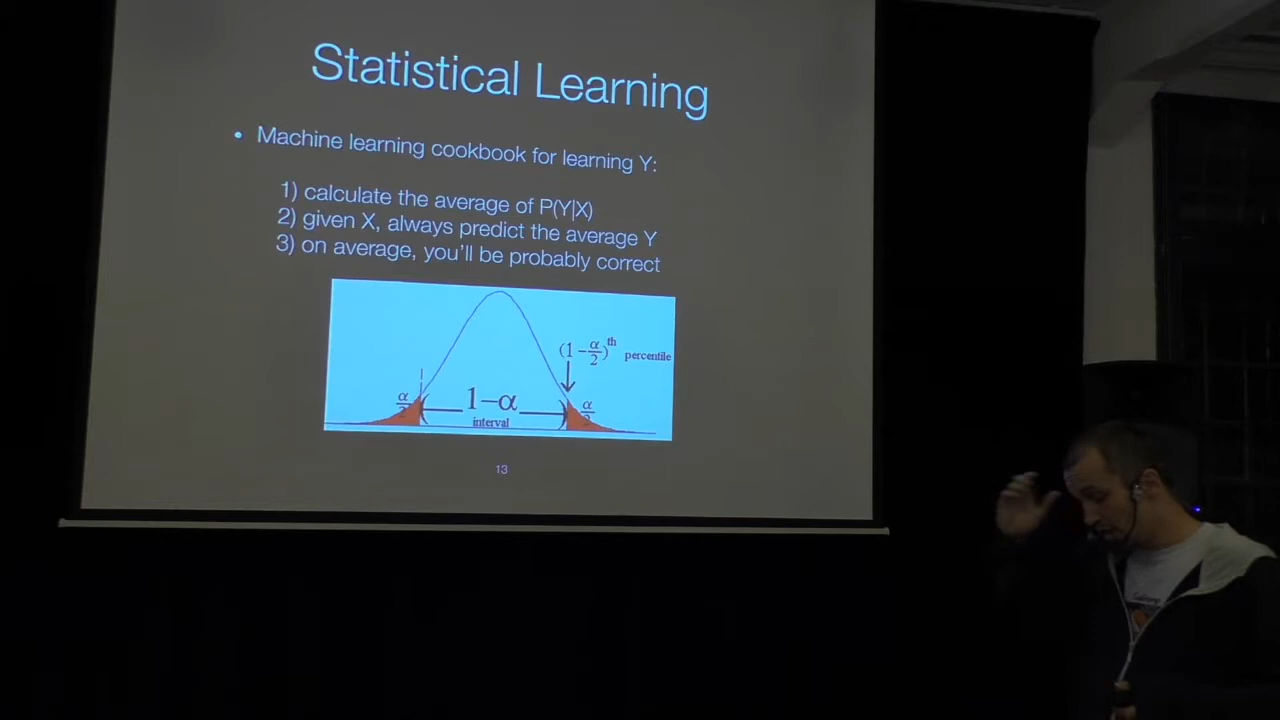 Statistical Learning
• Machine learning cookbook for learning Y:
1) calculate the average of P(Y|X)
2) given X, always predict the average Y
3) on average, you'll be probably correct
(1-α/2)th percentile
α/2
1-α
α/2
interval
13